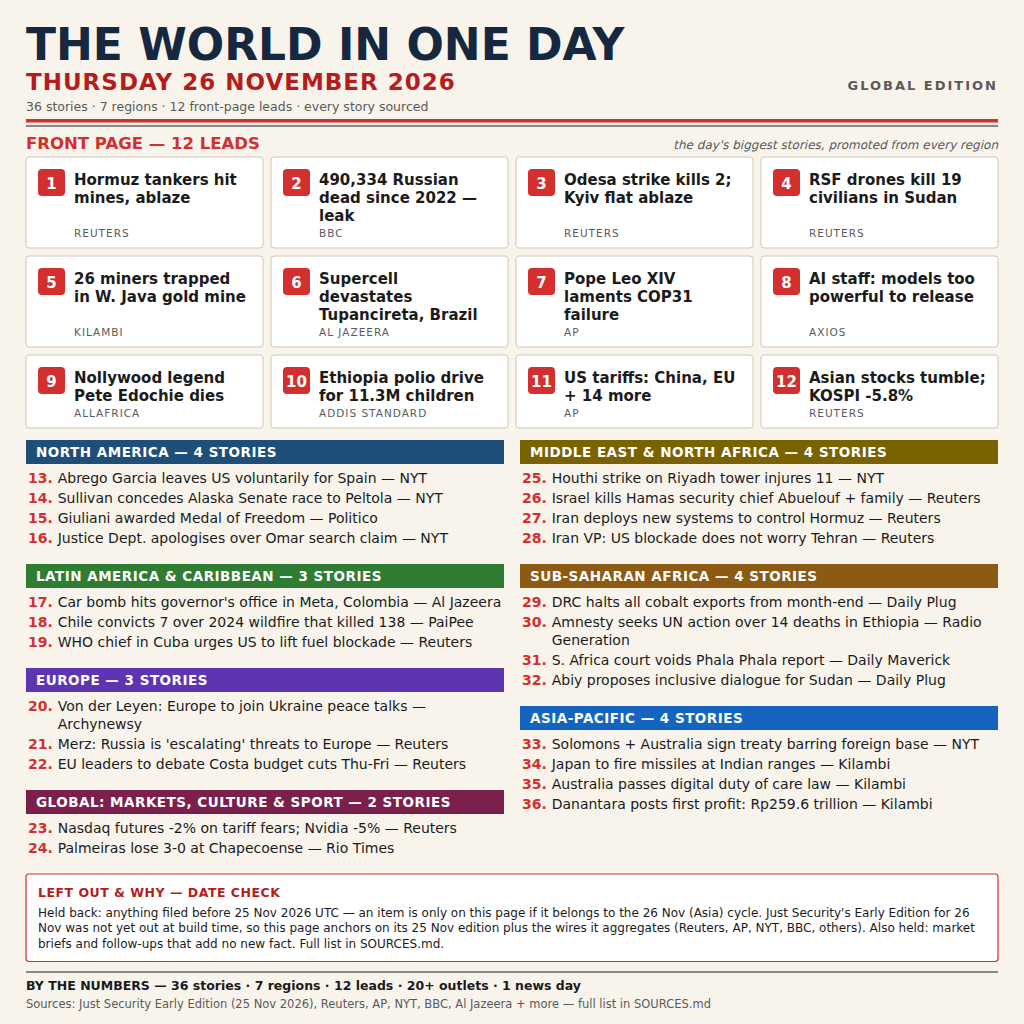 THE WORLD IN ONE DAY
THURSDAY 26 NOVEMBER 2026
GLOBAL EDITION
36 stories · 7 regions · 12 front-page leads · every story sourced
FRONT PAGE — 12 LEADS
the day's biggest stories, promoted from every region
1
Hormuz tankers hit
mines, ablaze
REUTERS
2
490,334 Russian
dead since 2022 —
leak
BBC
3
Odesa strike kills 2;
Kyiv flat ablaze
REUTERS
4
RSF drones kill 19
civilians in Sudan
REUTERS
5
26 miners trapped
in W. Java gold mine
KILAMBI
6
Supercell
devastates
Tupancireta, Brazil
AL JAZEERA
7
Pope Leo XIV
laments COP31
failure
AP
8
AI staff: models too
powerful to release
AXIOS
9
Nollywood legend
Pete Edochie dies
ALLAFRICA
10
Ethiopia polio drive
for 11.3M children
ADDIS STANDARD
11
US tariffs: China, EU
+ 14 more
AP
12
Asian stocks tumble;
KOSPI -5.8%
REUTERS
NORTH AMERICA — 4 STORIES
13. Abrego Garcia leaves US voluntarily for Spain — NYT
14. Sullivan concedes Alaska Senate race to Peltola — NYT
15. Giuliani awarded Medal of Freedom — Politico
16. Justice Dept. apologises over Omar search claim — NYT
LATIN AMERICA & CARIBBEAN — 3 STORIES
17. Car bomb hits governor's office in Meta, Colombia — Al Jazeera
18. Chile convicts 7 over 2024 wildfire that killed 138 — PaiPee
19. WHO chief in Cuba urges US to lift fuel blockade — Reuters
EUROPE — 3 STORIES
20. Von der Leyen: Europe to join Ukraine peace talks —
Archynewsy
21. Merz: Russia is 'escalating' threats to Europe — Reuters
22. EU leaders to debate Costa budget cuts Thu-Fri — Reuters
GLOBAL: MARKETS, CULTURE & SPORT — 2 STORIES
23. Nasdaq futures -2% on tariff fears; Nvidia -5% — Reuters
24. Palmeiras lose 3-0 at Chapecoense — Rio Times
MIDDLE EAST & NORTH AFRICA — 4 STORIES
25. Houthi strike on Riyadh tower injures 11 — NYT
26. Israel kills Hamas security chief Abuelouf + family — Reuters
27. Iran deploys new systems to control Hormuz — Reuters
28. Iran VP: US blockade does not worry Tehran — Reuters
SUB-SAHARAN AFRICA — 4 STORIES
29. DRC halts all cobalt exports from month-end — Daily Plug
30. Amnesty seeks UN action over 14 deaths in Ethiopia — Radio
Generation
31. S. Africa court voids Phala Phala report — Daily Maverick
32. Abiy proposes inclusive dialogue for Sudan — Daily Plug
ASIA-PACIFIC — 4 STORIES
33. Solomons + Australia sign treaty barring foreign base — NYT
34. Japan to fire missiles at Indian ranges — Kilambi
35. Australia passes digital duty of care law — Kilambi
36. Danantara posts first profit: Rp259.6 trillion — Kilambi
LEFT OUT & WHY — DATE CHECK
Held back: anything filed before 25 Nov 2026 UTC — an item is only on this page if it belongs to the 26 Nov (Asia) cycle. Just Security's Early Edition for 26
Nov was not yet out at build time, so this page anchors on its 25 Nov edition plus the wires it aggregates (Reuters, AP, NYT, BBC, others). Also held: market
briefs and follow-ups that add no new fact. Full list in SOURCES.md.
BY THE NUMBERS — 36 stories · 7 regions · 12 leads · 20+ outlets · 1 news day
Sources: Just Security Early Edition (25 Nov 2026), Reuters, AP, NYT, BBC, Al Jazeera + more — full list in SOURCES.md